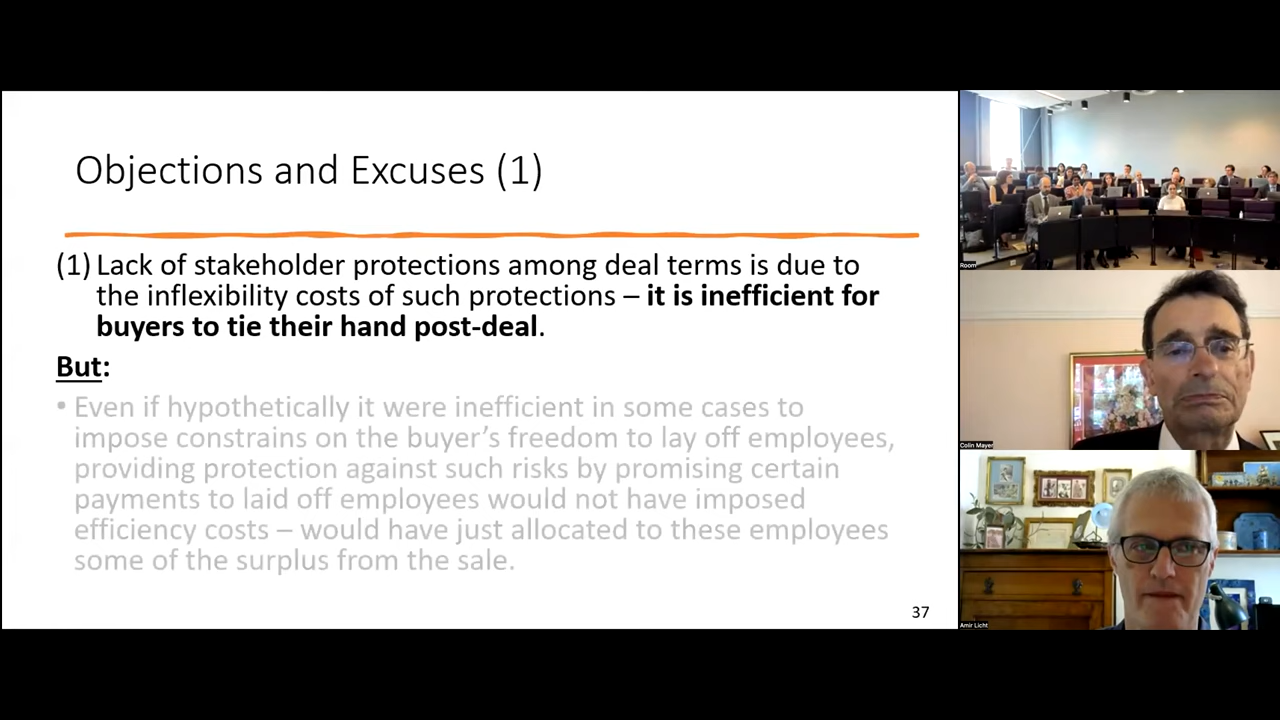 Objections and Excuses (1)
(1) Lack of stakeholder protections among deal terms is due to
the inflexibility costs of such protections – it is inefficient for
buyers to tie their hand post-deal.
But:
• Even if hypothetically it were inefficient in some cases to
impose constrains on the buyer’s freedom to lay off employees,
providing protection against such risks by promising certain
payments to laid off employees would not have imposed
efficiency costs – would have just allocated to these employees
some of the surplus from the sale.
37
Room
Colin Mayer
Amir Licht